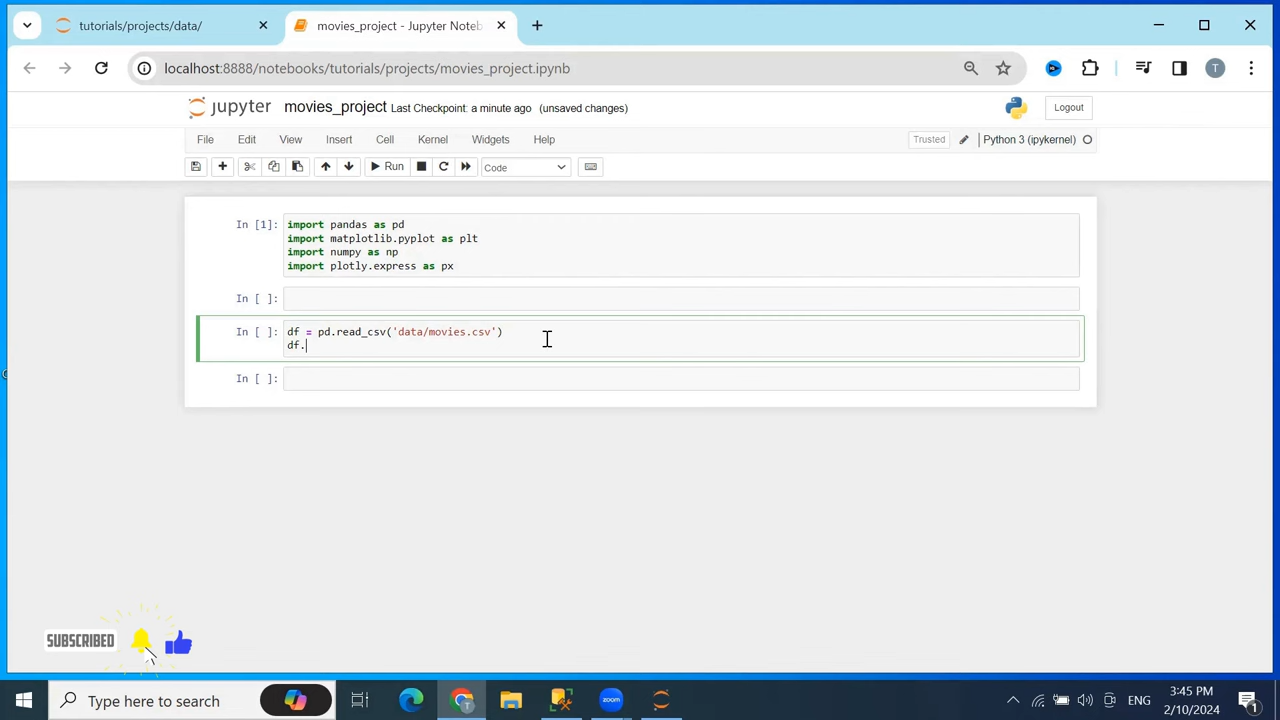 tutorials/projects/data/
movies_project - Jupyter Noteb
localhost:8888/notebooks/tutorials/projects/movies_project.ipynb
T
jupyter movies_project Last Checkpoint: a minute ago (unsaved changes)
Logout
File Edit View Insert Cell Kernel Widgets Help
Trusted Python 3 (ipykernel)
Run Code
In [1]: import pandas as pd
import matplotlib.pyplot as plt
import numpy as np
import plotly.express as px
In [ ]:
In [ ]: df = pd.read_csv('data/movies.csv')
df.
In [ ]:
SUBSCRIBED
Type here to search
T
zoom
ENG
3:45 PM
2/10/2024
1